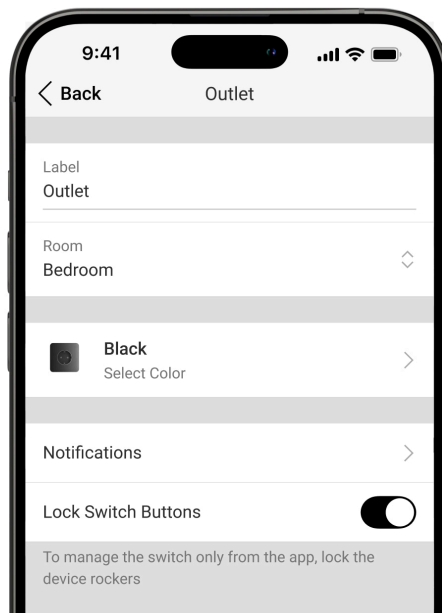 9:41
Back
Outlet
Label
Outlet
Room
Bedroom
Black
Select Color
Notifications
Lock Switch Buttons
To manage the switch only from the app, lock the
device rockers